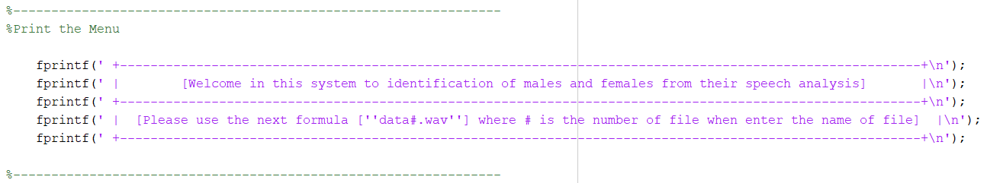 %----------------------------------------------------------------
%Print the Menu
fprintf(' +---------------------------------------------------------------------------------------------------------+\n');
fprintf(' |        [Welcome in this system to identification of males and females from their speech analysis]       |\n');
fprintf(' +---------------------------------------------------------------------------------------------------------+\n');
fprintf(' |  [Please use the next formula [''data#.wav''] where # is the number of file when enter the name of file]  |\n');
fprintf(' +---------------------------------------------------------------------------------------------------------+\n');
%----------------------------------------------------------------